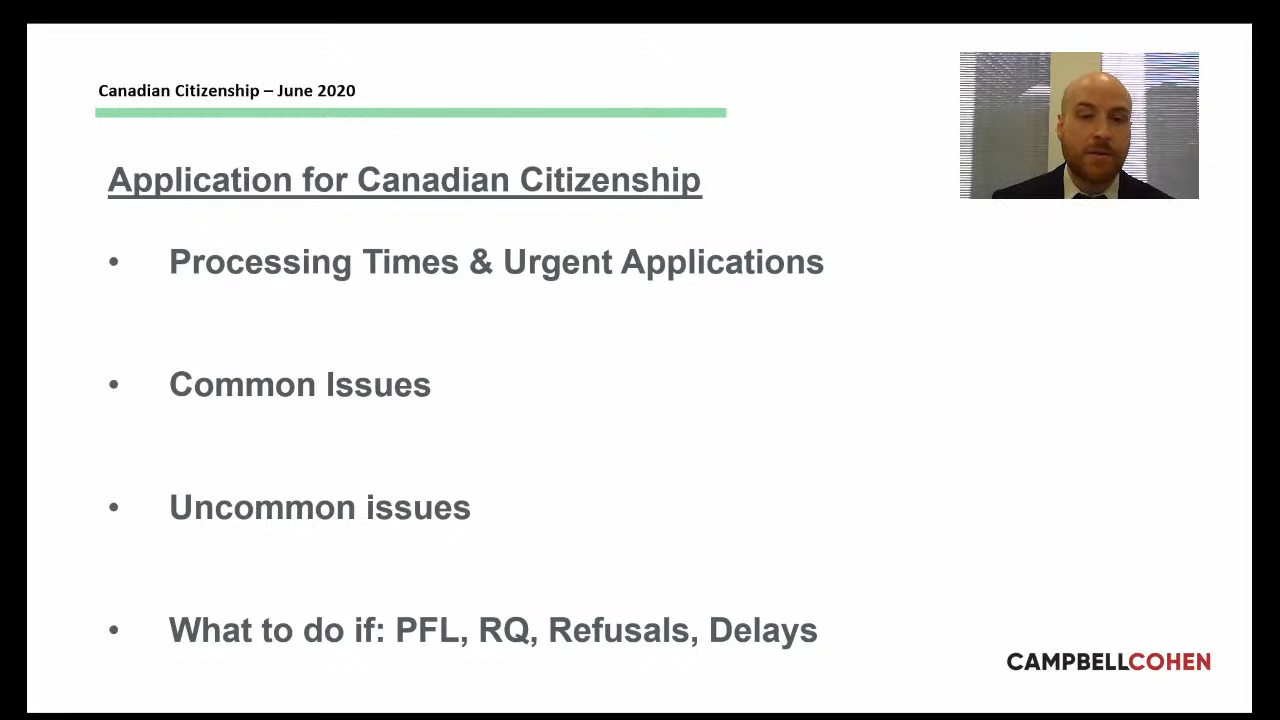 Canadian Citizenship – June 2020
Application for Canadian Citizenship
• Processing Times & Urgent Applications
• Common Issues
• Uncommon issues
• What to do if: PFL, RQ, Refusals, Delays
CAMPBELLCOHEN